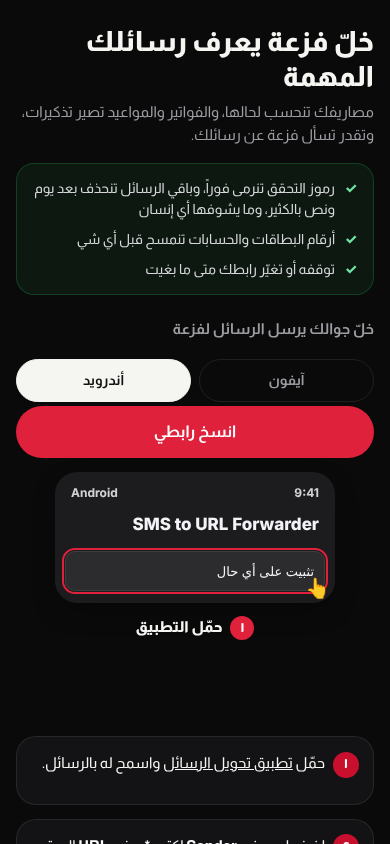 خلّ فزعة يعرف رسائلك
المهمة
مصاريفك تنحسب لحالها، والفواتير والمواعيد تصير تذكيرات،
وتقدر تسأل فزعة عن رسائلك.
✓ رموز التحقق تنرمى فوراً، وباقي الرسائل تنحذف بعد يوم
ونص بالكثير، وما يشوفها أي إنسان
✓ أرقام البطاقات والحسابات تنمسح قبل أي شي
✓ توقفه أو تغيّر رابطك متى ما بغيت
خلّ جوالك يرسل الرسائل لفزعة
آيفون
أندرويد
انسخ رابطي
Android 9:41
SMS to URL Forwarder
تثبيت على أي حال
١ حمّل التطبيق
١ حمّل تطبيق تحويل الرسائل واسمح له بالرسائل.